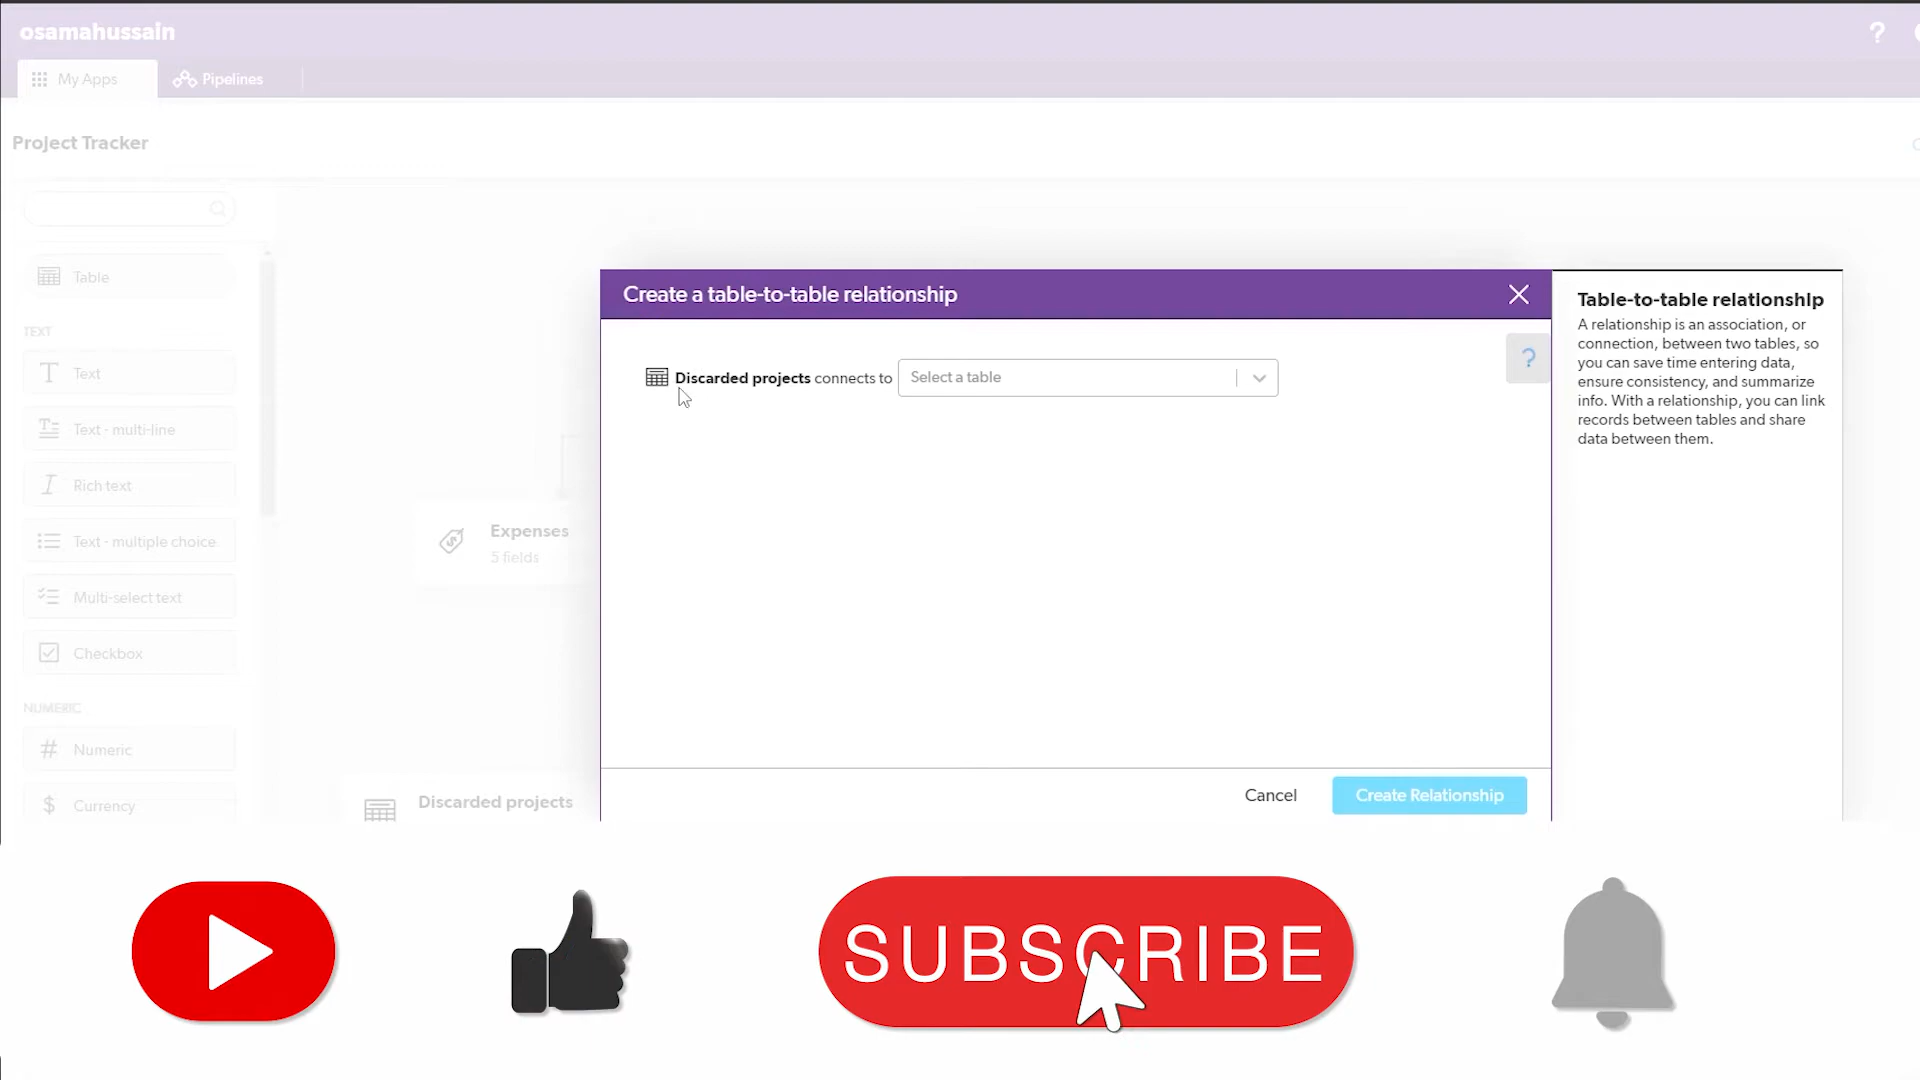 osamahussain
?
My Apps
Pipelines
Project Tracker
Table
TEXT
Text
Text - multi-line
Rich text
Text - multiple choice
Multi-select text
Checkbox
NUMERIC
# Numeric
$ Currency
Expenses
5 fields
Discarded projects
Create a table-to-table relationship
Discarded projects connects to
Select a table
?
Cancel
Create Relationship
Table-to-table relationship
A relationship is an association, or
connection, between two tables, so
you can save time entering data,
ensure consistency, and summarize
info. With a relationship, you can link
records between tables and share
data between them.
SUBSCRIBE